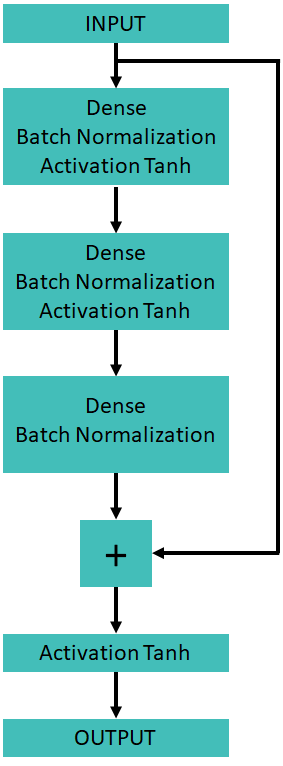 INPUT
Dense
Batch Normalization
Activation Tanh
Dense
Batch Normalization
Activation Tanh
Dense
Batch Normalization
+
Activation Tanh
OUTPUT